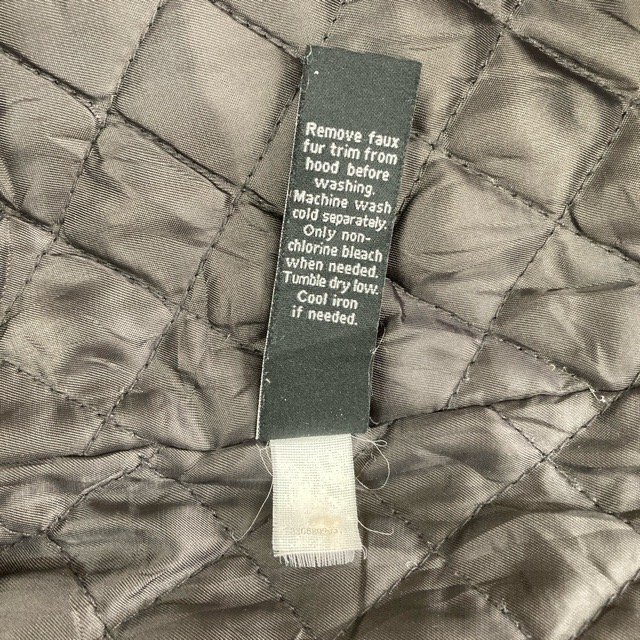 Remove faux
fur trim from
hood before
washing.
Machine wash
cold separately.
Only non-
chlorine bleach
when needed.
Tumble dry low.
Cool iron
if needed.